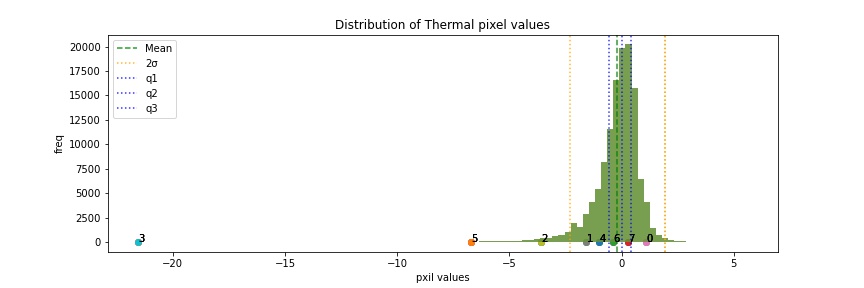 Distribution of Thermal pixel values
20000
17500
15000
12500
10000
7500
5000
2500
0
freq
Mean
2σ
q1
q2
q3
3 5 2 1 4 6 7 0
−20 −15 −10 −5 0 5
pxil values